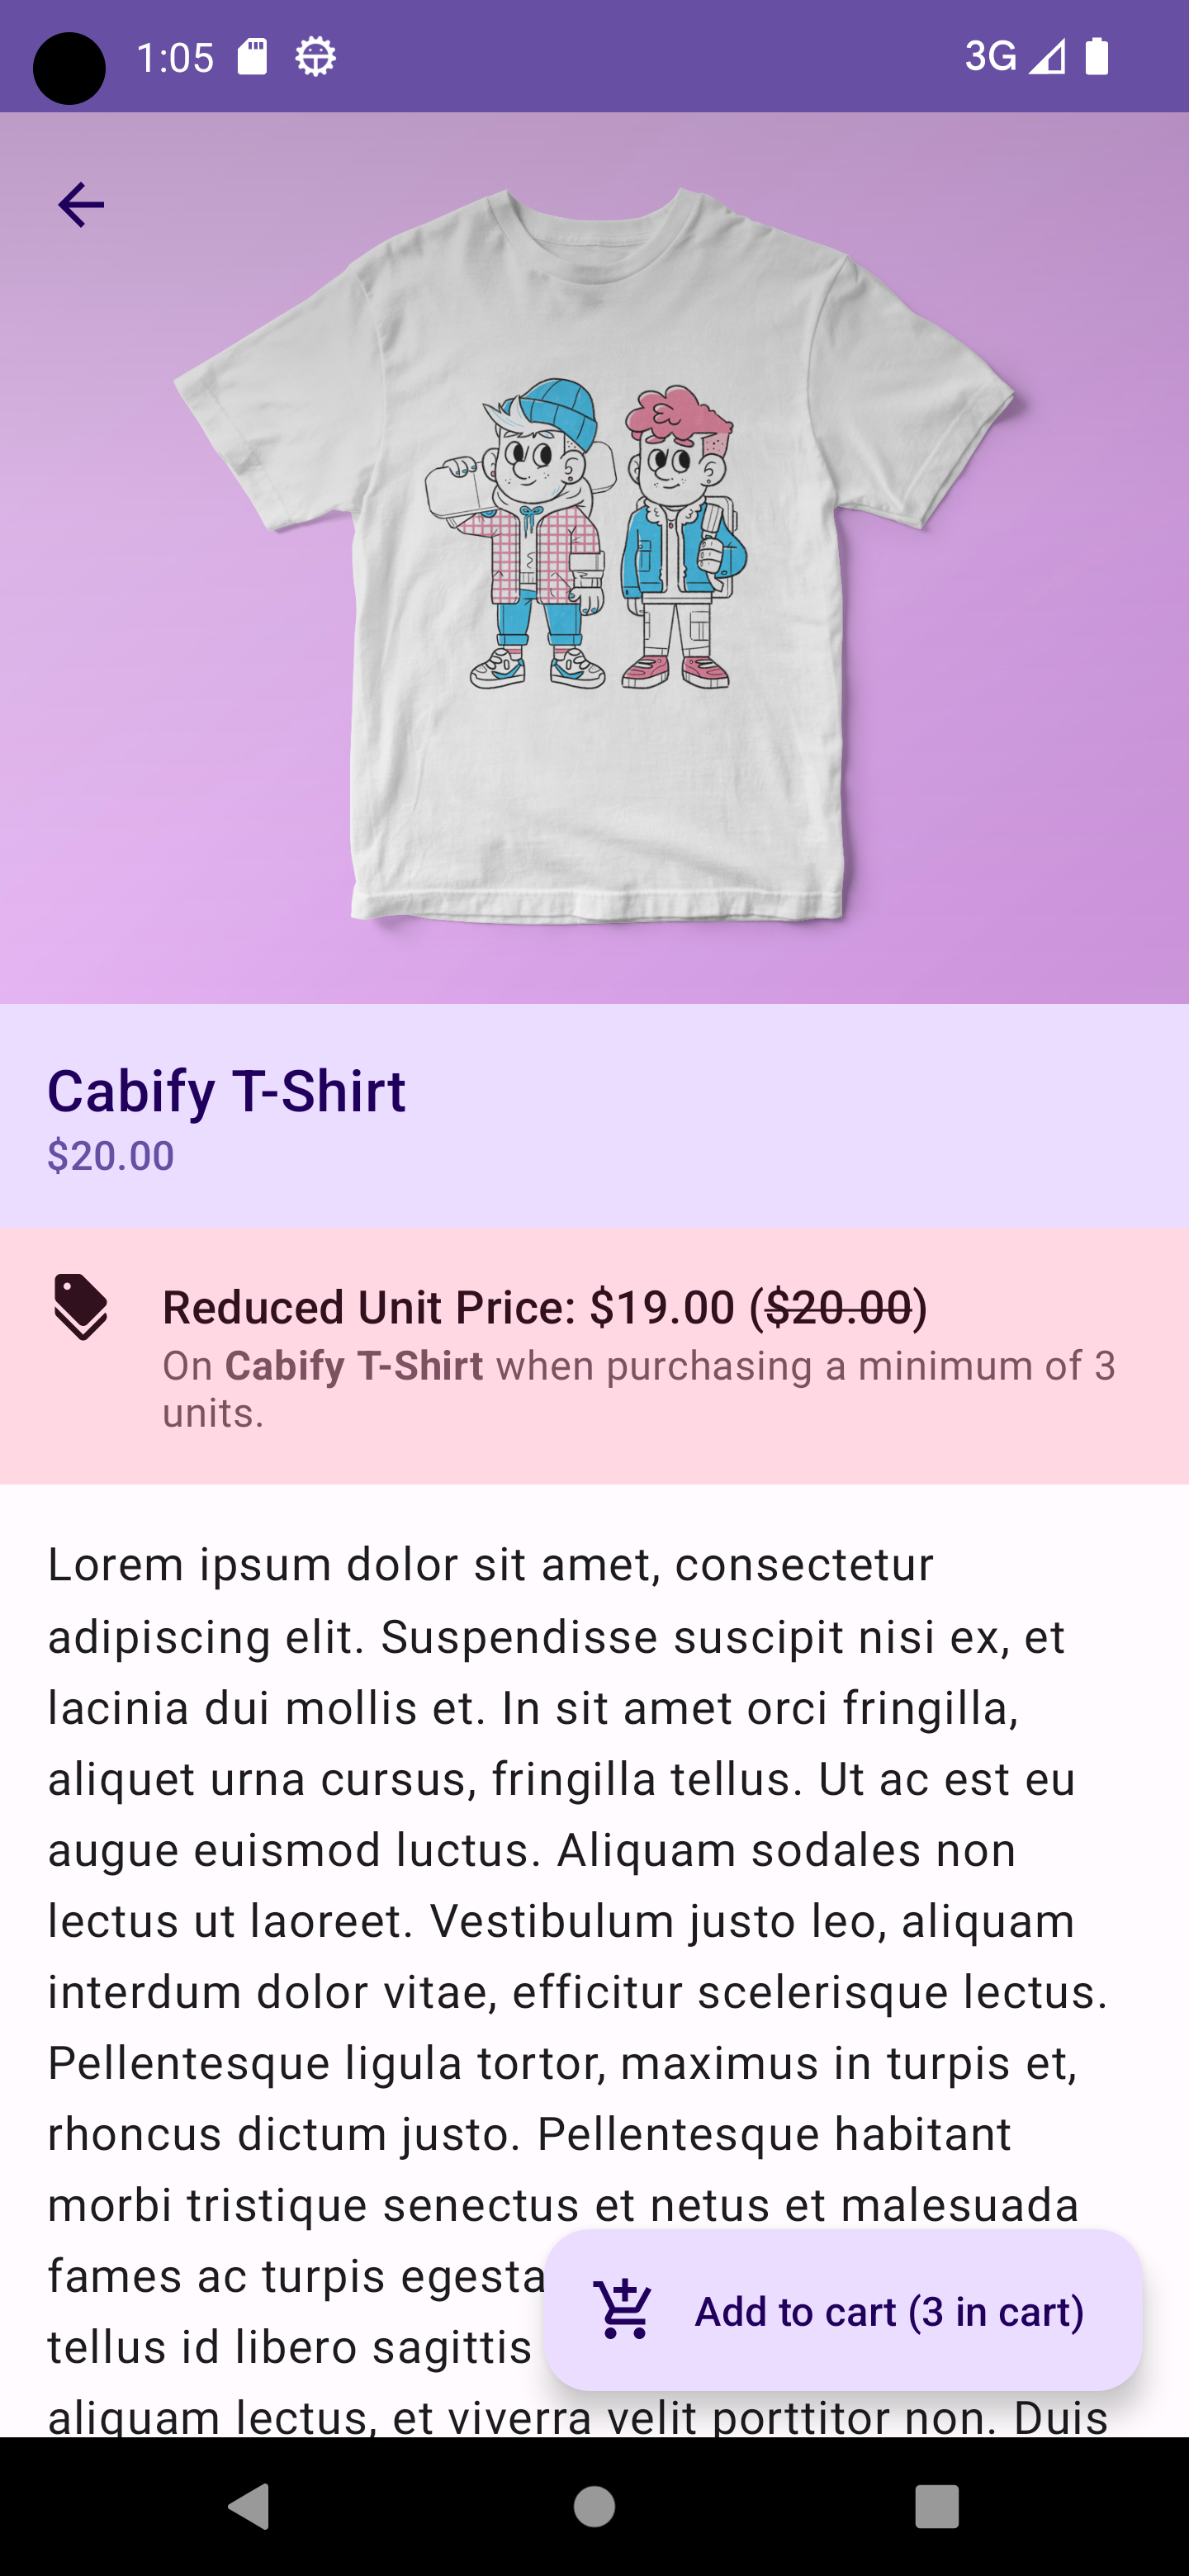 1:05
3G
Cabify T-Shirt
$20.00
Reduced Unit Price: $19.00 ($20.00)
On Cabify T-Shirt when purchasing a minimum of 3
units.
Lorem ipsum dolor sit amet, consectetur
adipiscing elit. Suspendisse suscipit nisi ex, et
lacinia dui mollis et. In sit amet orci fringilla,
aliquet urna cursus, fringilla tellus. Ut ac est eu
augue euismod luctus. Aliquam sodales non
lectus ut laoreet. Vestibulum justo leo, aliquam
interdum dolor vitae, efficitur scelerisque lectus.
Pellentesque ligula tortor, maximus in turpis et,
rhoncus dictum justo. Pellentesque habitant
morbi tristique senectus et netus et malesuada
fames ac turpis egesta
tellus id libero sagittis
Add to cart (3 in cart)
aliquam lectus, et viverra velit porttitor non. Duis